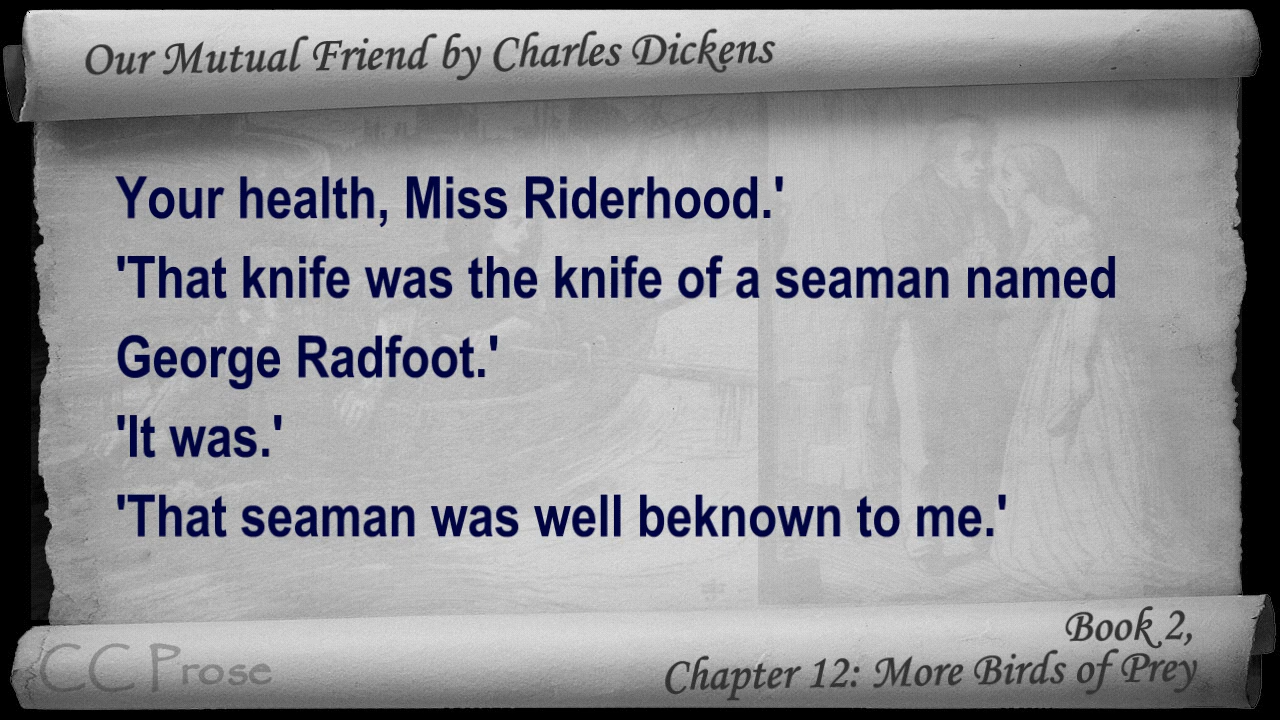 Our Mutual Friend by Charles Dickens
Your health, Miss Riderhood.'
'That knife was the knife of a seaman named
George Radfoot.'
'It was.'
'That seaman was well beknown to me.'
Book 2,
Chapter 12: More Birds of Prey
CC Prose